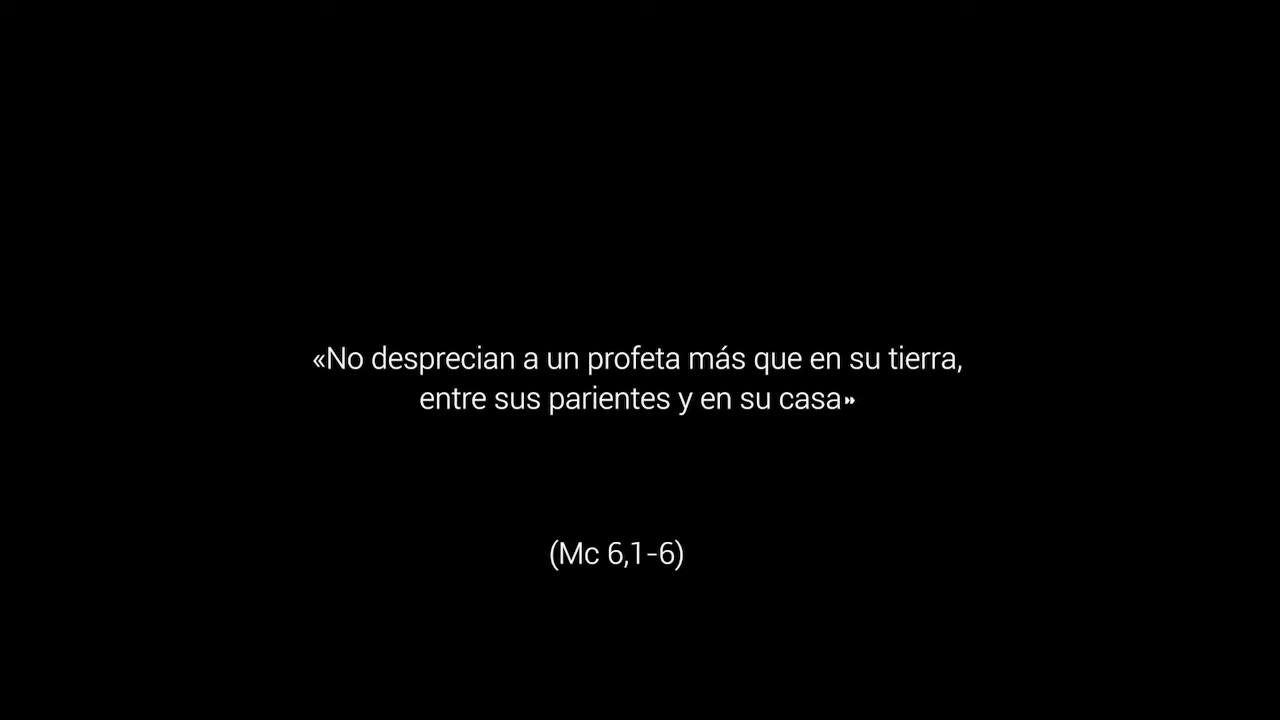 «No desprecian a un profeta más que en su tierra,
entre sus parientes y en su casa»
(Mc 6,1-6)